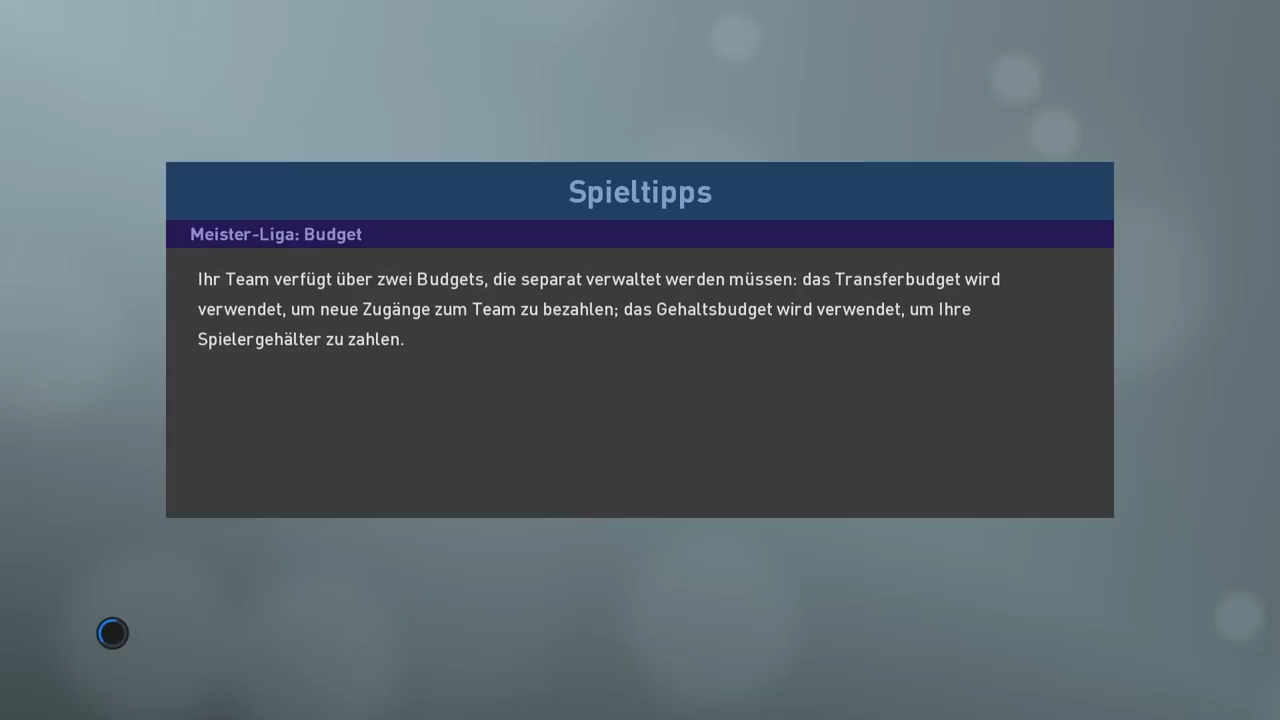 Spieltipps
Meister-Liga: Budget
Ihr Team verfügt über zwei Budgets, die separat verwaltet werden müssen: das Transferbudget wird
verwendet, um neue Zugänge zum Team zu bezahlen; das Gehaltsbudget wird verwendet, um Ihre
Spielergehälter zu zahlen.